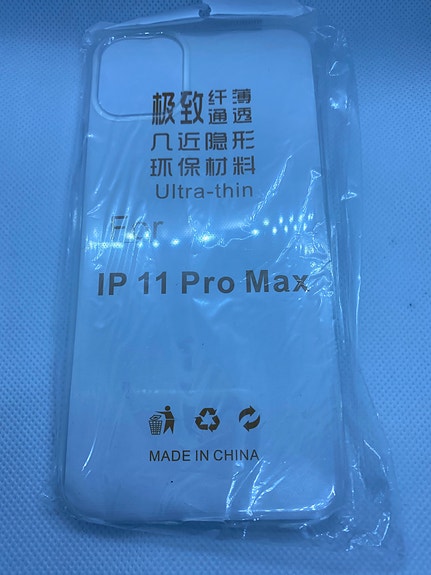 极致纤薄
通透
几近隐形
环保材料
Ultra-thin
For
IP 11 Pro Max
MADE IN CHINA